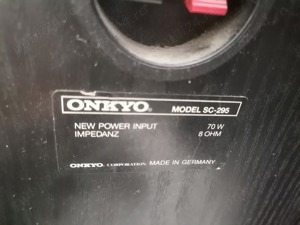 ONKYO® MODEL SC-295
NEW POWER INPUT 70 W
IMPEDANZ 8 OHM
ONKYO CORPORATION MADE IN GERMANY